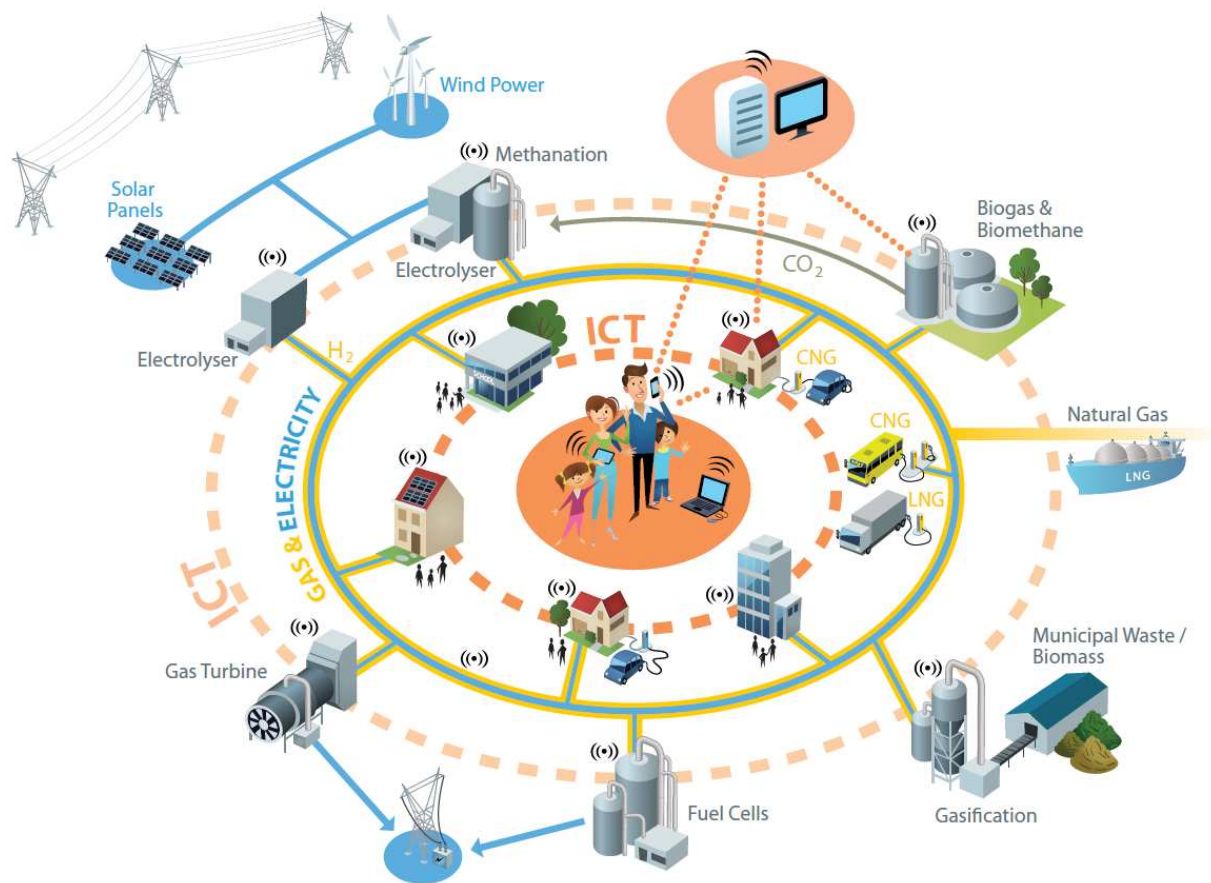 Wind Power
Methanation
Solar
Panels
Biogas &
Biomethane
CO₂
Electrolyser
ICT
Electrolyser
H₂
SCHOOL
CNG
Natural Gas
CNG
LNG
LNG
GAS & ELECTRICITY
ICT
Municipal Waste /
Biomass
Gas Turbine
Fuel Cells
Gasification